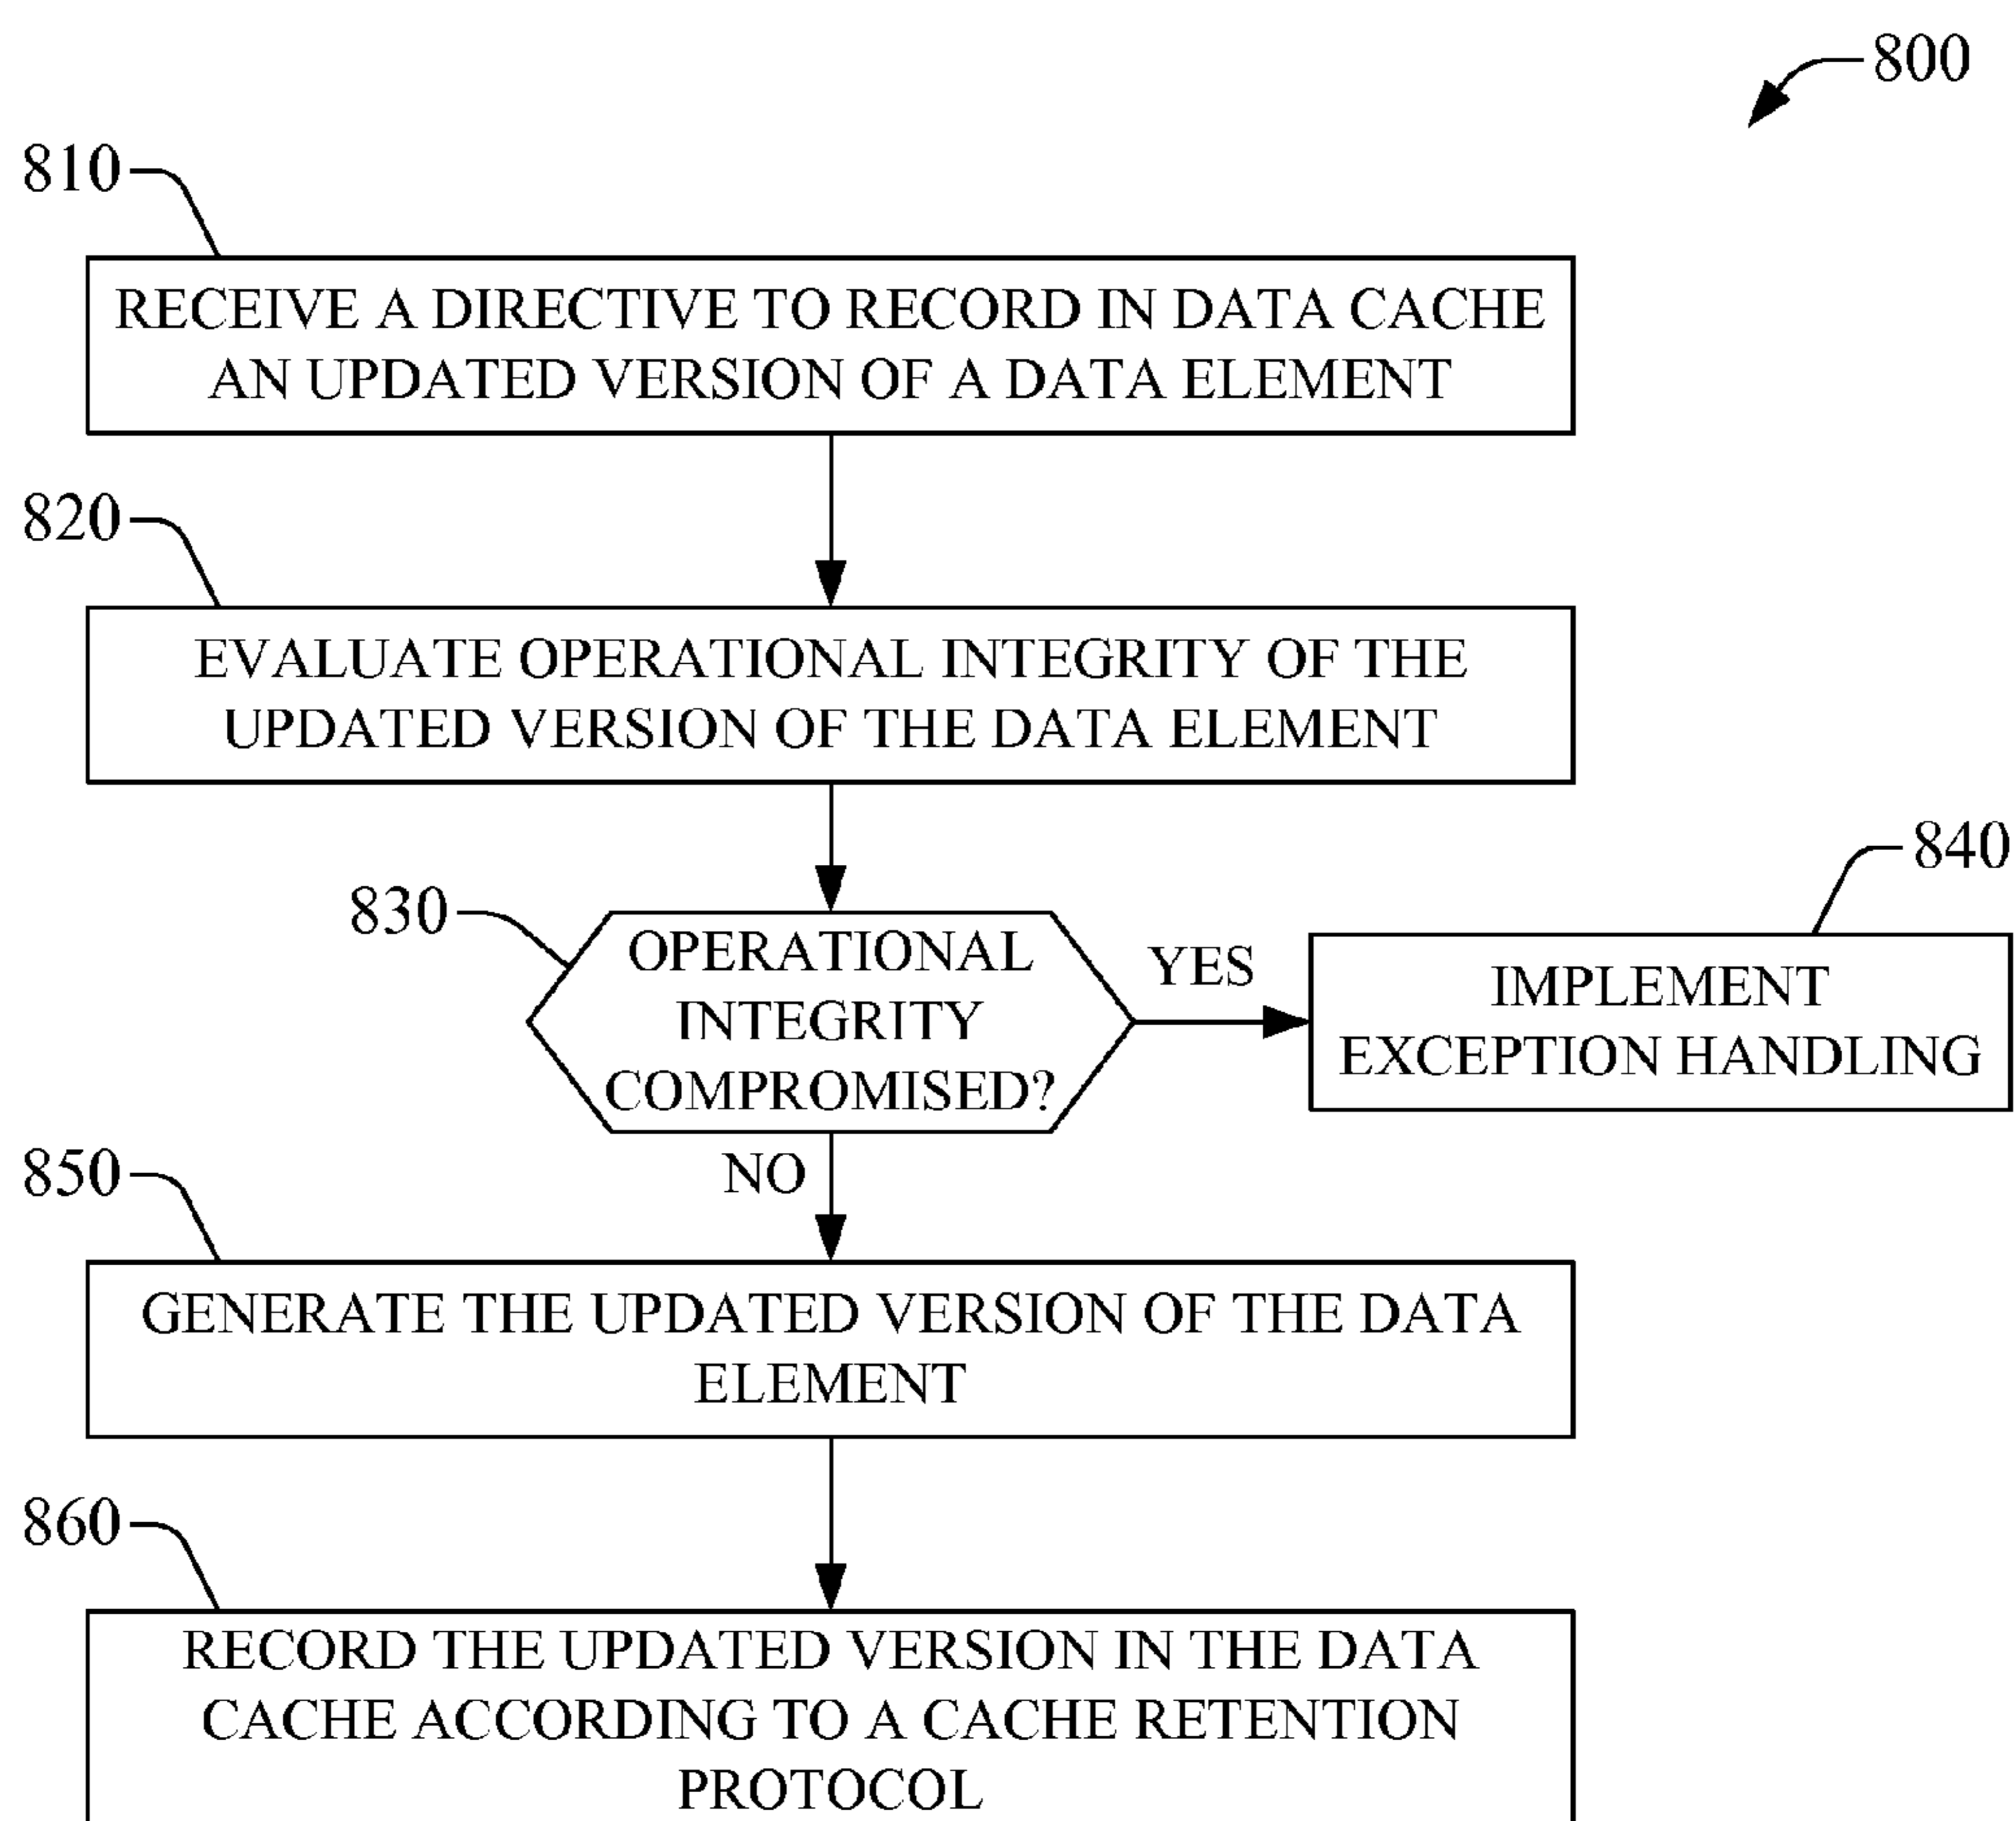 800
810
RECEIVE A DIRECTIVE TO RECORD IN DATA CACHE
AN UPDATED VERSION OF A DATA ELEMENT
820
EVALUATE OPERATIONAL INTEGRITY OF THE
UPDATED VERSION OF THE DATA ELEMENT
830
OPERATIONAL
INTEGRITY
COMPROMISED?
YES
840
IMPLEMENT
EXCEPTION HANDLING
NO
850
GENERATE THE UPDATED VERSION OF THE DATA
ELEMENT
860
RECORD THE UPDATED VERSION IN THE DATA
CACHE ACCORDING TO A CACHE RETENTION
PROTOCOL